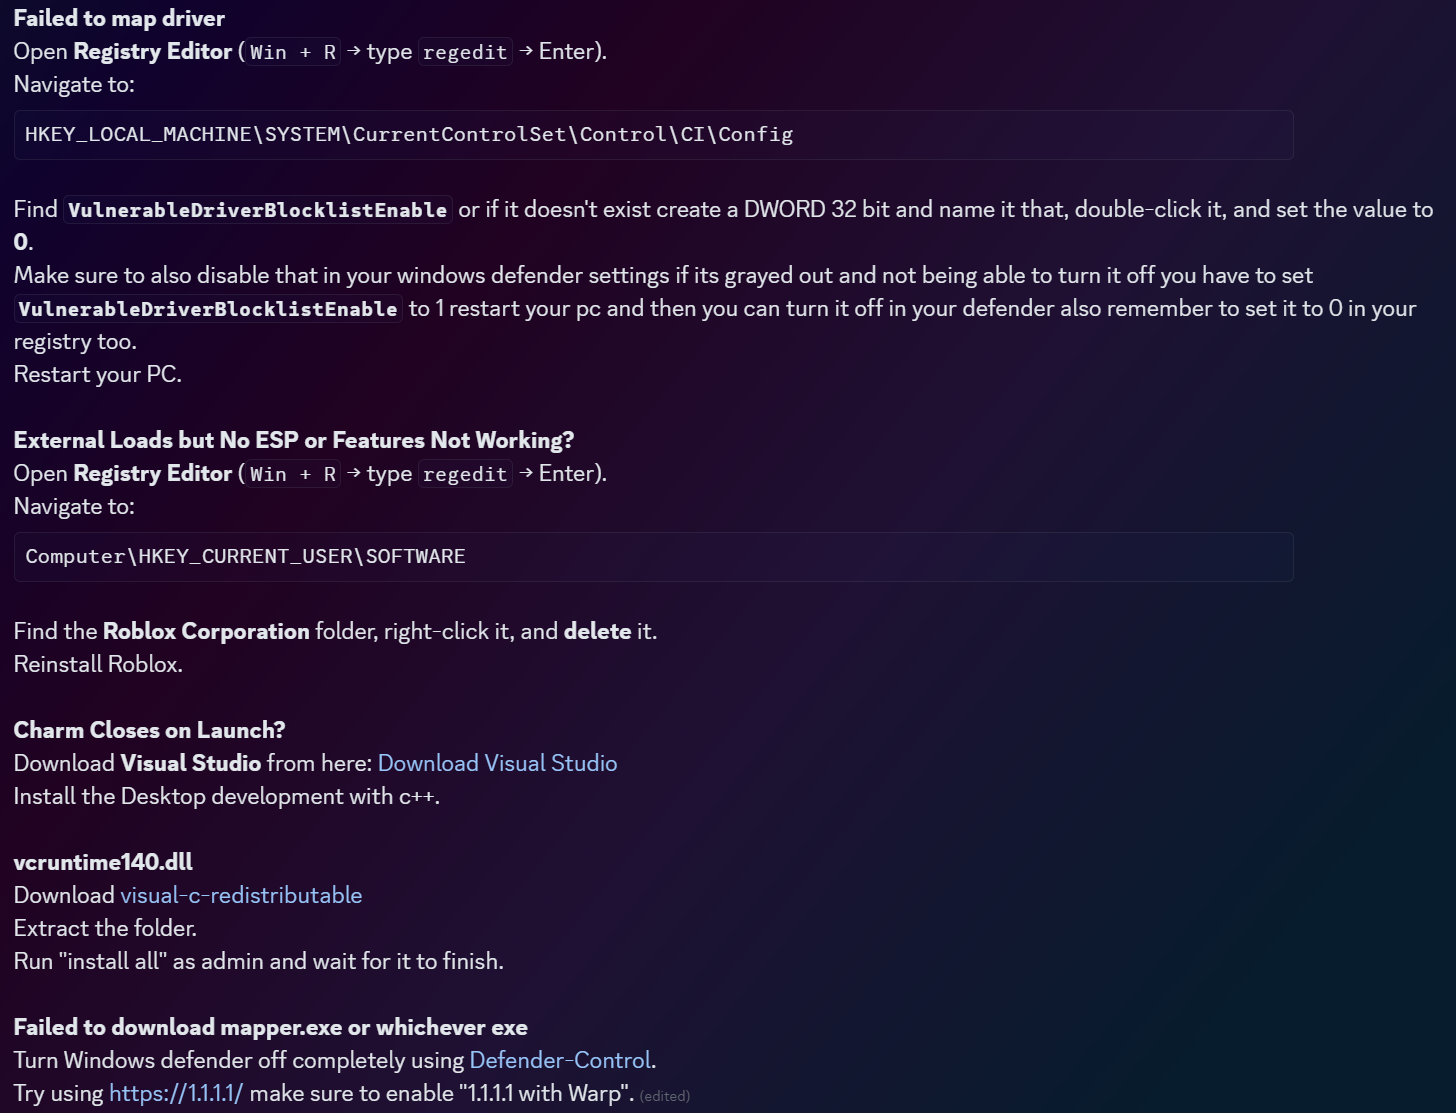 Failed to map driver
Open Registry Editor (Win + R → type regedit → Enter).
Navigate to:
HKEY_LOCAL_MACHINE\SYSTEM\CurrentControlSet\Control\CI\Config
Find VulnerableDriverBlocklistEnable or if it doesn't exist create a DWORD 32 bit and name it that, double-click it, and set the value to
0.
Make sure to also disable that in your windows defender settings if its grayed out and not being able to turn it off you have to set
VulnerableDriverBlocklistEnable to 1 restart your pc and then you can turn it off in your defender also remember to set it to 0 in your
registry too.
Restart your PC.
External Loads but No ESP or Features Not Working?
Open Registry Editor (Win + R → type regedit → Enter).
Navigate to:
Computer\HKEY_CURRENT_USER\SOFTWARE
Find the Roblox Corporation folder, right-click it, and delete it.
Reinstall Roblox.
Charm Closes on Launch?
Download Visual Studio from here: Download Visual Studio
Install the Desktop development with c++.
vcruntime140.dll
Download visual-c-redistributable
Extract the folder.
Run "install all" as admin and wait for it to finish.
Failed to download mapper.exe or whichever exe
Turn Windows defender off completely using Defender-Control.
Try using https://1.1.1.1/ make sure to enable "1.1.1.1 with Warp". (edited)